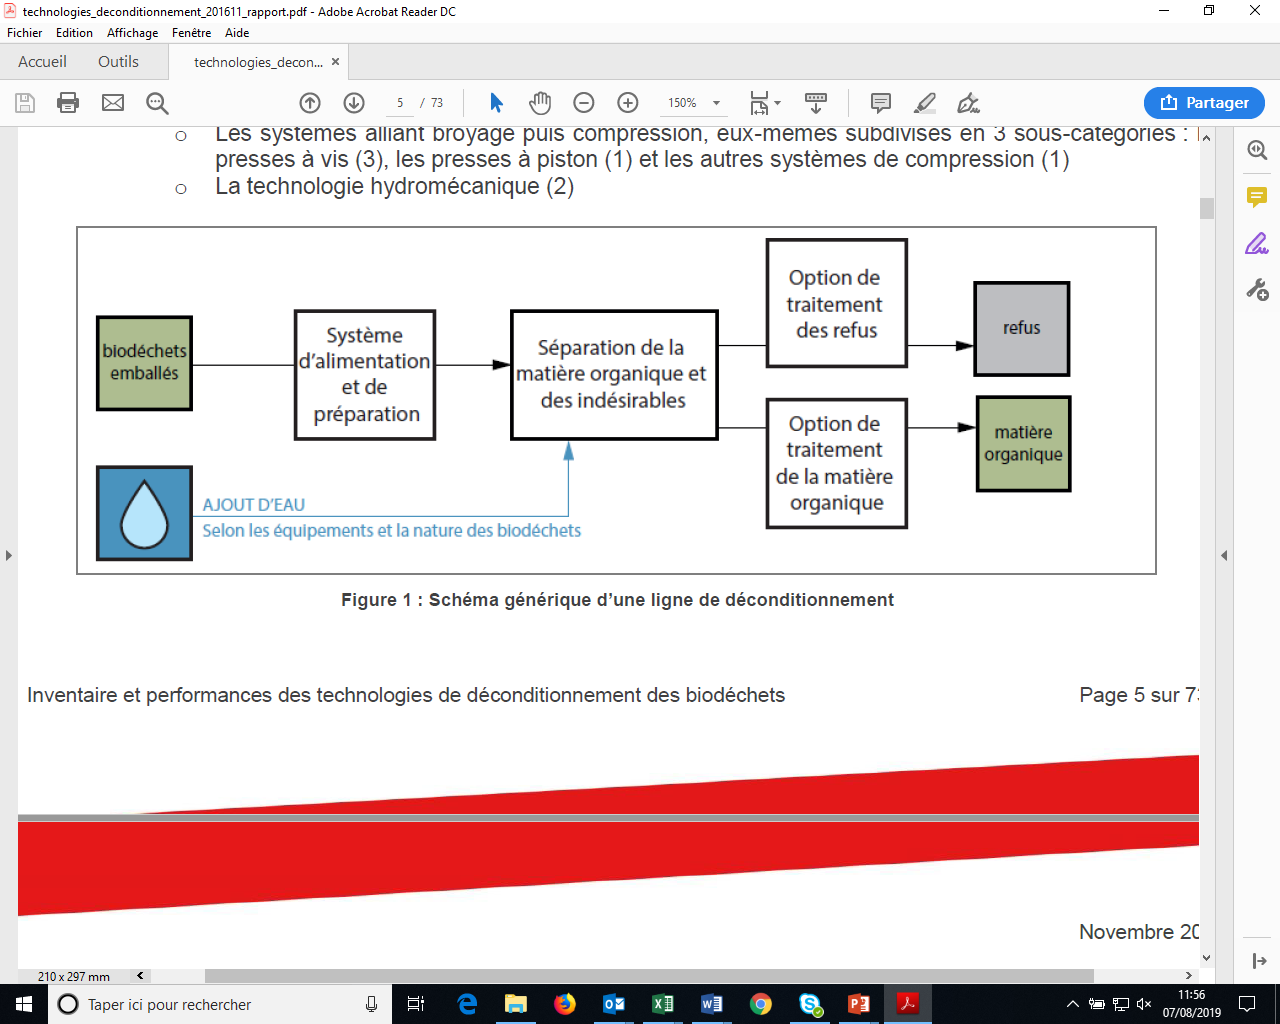 technologies_deconditionnement_201611_rapport.pdf - Adobe Acrobat Reader DC
Fichier Edition Affichage Fenêtre Aide
Accueil Outils technologies_decon... ×
5 / 73 150% Partager
Les systèmes alliant broyage puis compression, eux-mêmes subdivisés en 3 sous-catégories :
presses à vis (3), les presses à piston (1) et les autres systèmes de compression (1)
La technologie hydromécanique (2)
biodéchets
emballés
Système
d'alimentation
et de
préparation
Séparation de la
matière organique et
des indésirables
Option de
traitement
des refus
refus
Option de
traitement
de la matière
organique
matière
organique
AJOUT D'EAU
Selon les équipements et la nature des biodéchets
Figure 1 : Schéma générique d'une ligne de déconditionnement
Inventaire et performances des technologies de déconditionnement des biodéchets Page 5 sur 73
Novembre 20
210 x 297 mm
Taper ici pour rechercher
11:56
07/08/2019